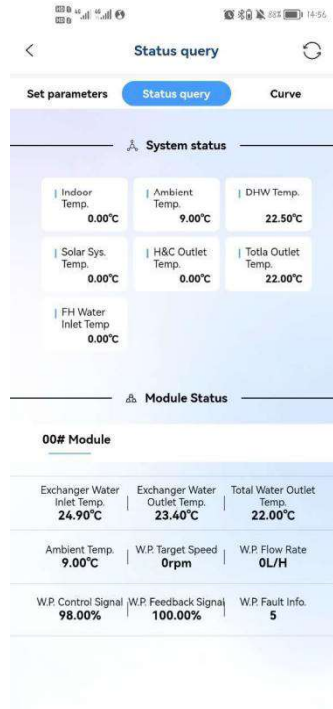 88% 14:56
Status query
Set parameters Status query Curve
System status
Indoor Temp. 0.00°C
Ambient Temp. 9.00°C
DHW Temp. 22.50°C
Solar Sys. Temp. 0.00°C
H&C Outlet Temp. 0.00°C
Totla Outlet Temp. 22.00°C
FH Water Inlet Temp 0.00°C
Module Status
00# Module
Exchanger Water Inlet Temp. 24.90°C
Exchanger Water Outlet Temp. 23.40°C
Total Water Outlet Temp. 22.00°C
Ambient Temp. 9.00°C
W.P. Target Speed 0rpm
W.P. Flow Rate 0L/H
W.P. Control Signal 98.00%
W.P. Feedback Signal 100.00%
W.P. Fault Info. 5